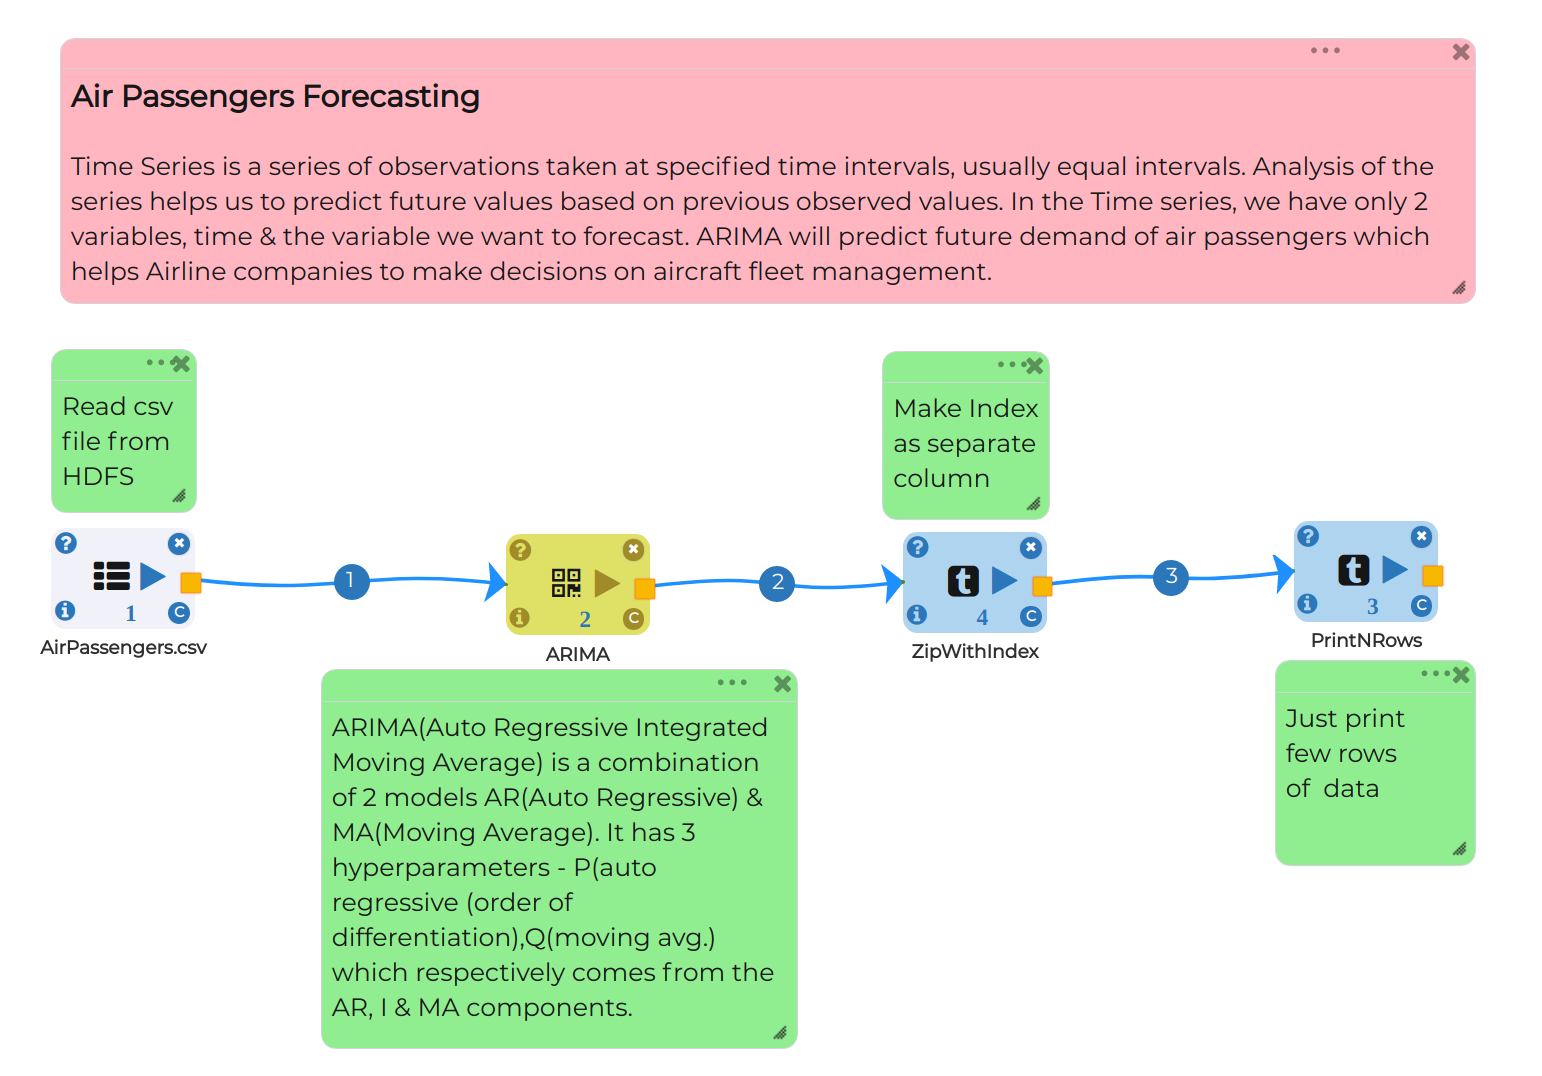 Air Passengers Forecasting
Time Series is a series of observations taken at specified time intervals, usually equal intervals. Analysis of the
series helps us to predict future values based on previous observed values. In the Time series, we have only 2
variables, time & the variable we want to forecast. ARIMA will predict future demand of air passengers which
helps Airline companies to make decisions on aircraft fleet management.
Read csv
file from
HDFS
Make Index
as separate
column
?
i
1
C
AirPassengers.csv
1
?
i
2
C
ARIMA
2
?
t
i
4
C
ZipWithIndex
3
?
t
i
3
C
PrintNRows
ARIMA(Auto Regressive Integrated
Moving Average) is a combination
of 2 models AR(Auto Regressive) &
MA(Moving Average). It has 3
hyperparameters - P(auto
regressive (order of
differentiation),Q(moving avg.)
which respectively comes from the
AR, I & MA components.
Just print
few rows
of  data